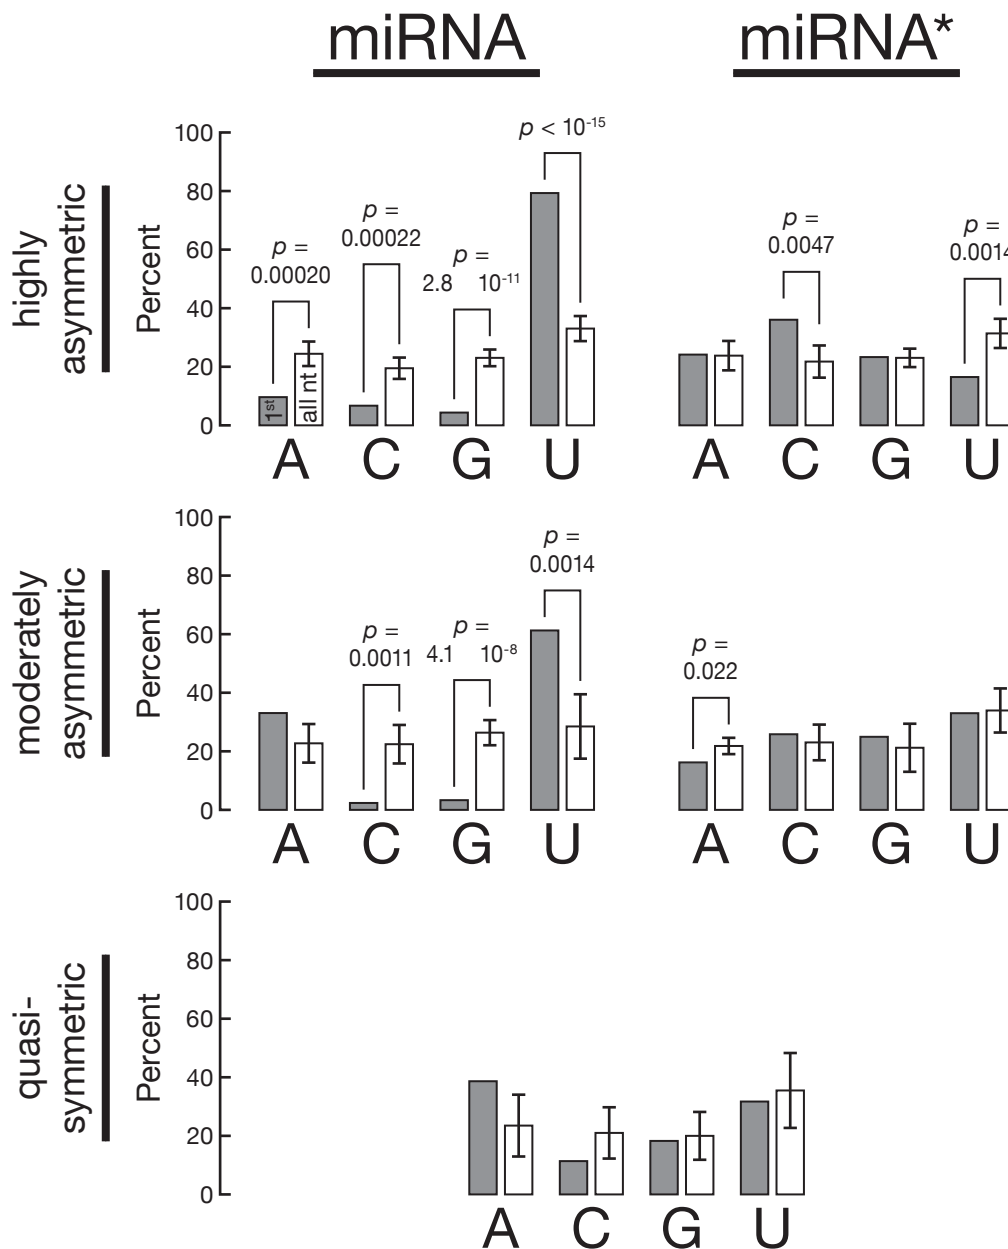 miRNA
miRNA*
highly
asymmetric
Percent
100
80
60
40
20
0
p =
0.00020
p =
0.00022
p =
2.8 10-11
p < 10-15
1st
all nt
A C G U
p =
0.0047
p =
0.0014
A C G U
moderately
asymmetric
Percent
100
80
60
40
20
0
p =
0.0011
p =
4.1 10-8
p =
0.0014
A C G U
p =
0.022
A C G U
quasi-
symmetric
Percent
100
80
60
40
20
0
A C G U